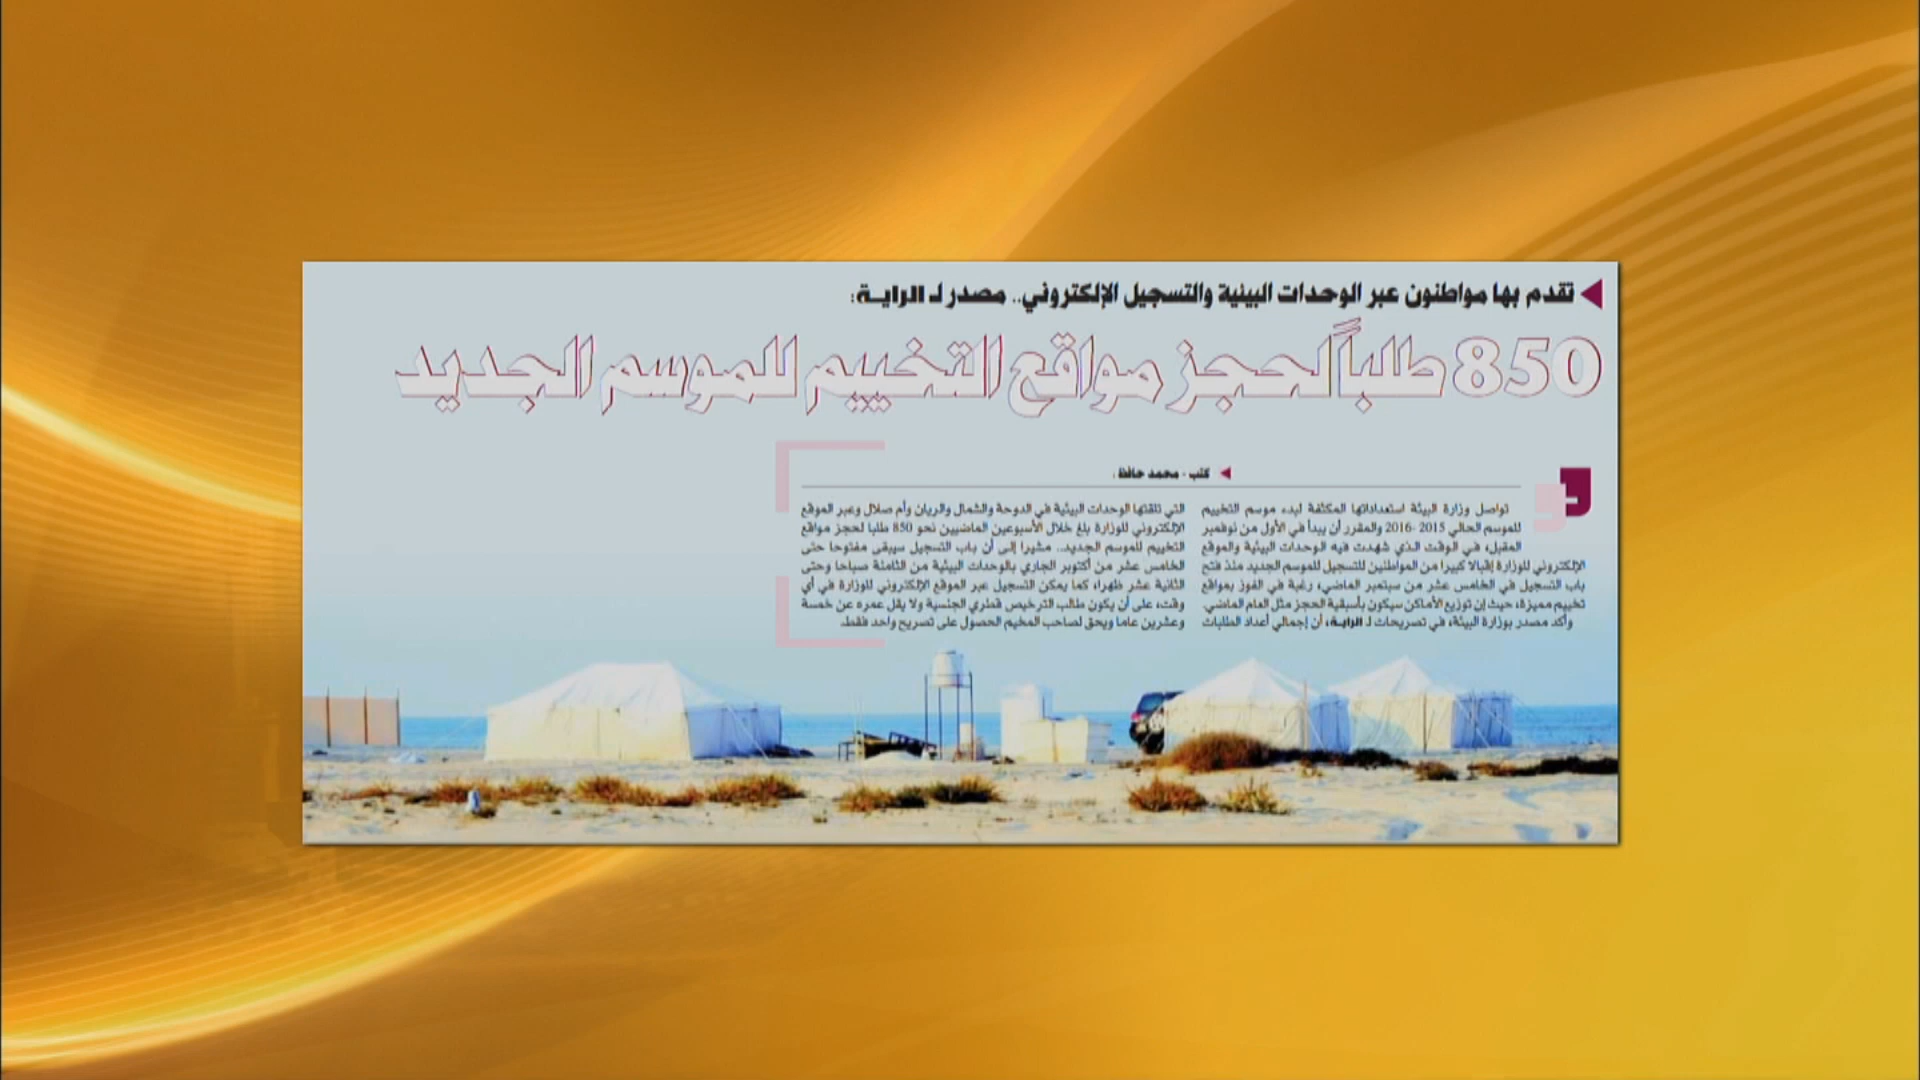 تقدم بها مواطنون عبر الوحدات البيئية والتسجيل الإلكتروني.. مصدر لـ الراية:
850 طلباً لحجز مواقع التخييم للموسم الجديد
كتب - محمد حافظ :
تواصل وزارة البيئة استعداداتها المكثفة لبدء موسم التخييم
للموسم الحالي 2015 -2016 والمقرر أن يبدأ في الأول من نوفمبر
المقبل، في الوقت الذي شهدت فيه الوحدات البيئية والموقع
الإلكتروني للوزارة إقبالا كبيرا من المواطنين للتسجيل للموسم الجديد منذ فتح
باب التسجيل في الخامس عشر من سبتمبر الماضي، رغبة في الفوز بمواقع
تخييم مميزة، حيث إن توزيع الأماكن سيكون بأسبقية الحجز مثل العام الماضي.
وأكد مصدر بوزارة البيئة، في تصريحات لـ الراية، أن إجمالي أعداد الطلبات
التي تلقتها الوحدات البيئية في الدوحة والشمال والريان وأم صلال وعبر الموقع
الإلكتروني للوزارة بلغ خلال الأسبوعين الماضيين نحو 850 طلبا لحجز مواقع
التخييم للموسم الجديد.. مشيرا إلى أن باب التسجيل سيبقى مفتوحا حتى
الخامس عشر من أكتوبر الجاري بالوحدات البيئية من الثامنة صباحا وحتى
الثانية عشر ظهرا، كما يمكن التسجيل عبر الموقع الإلكتروني للوزارة في أي
وقت، على أن يكون طالب الترخيص قطري الجنسية ولا يقل عمره عن خمسة
وعشرين عاما ويحق لصاحب المخيم الحصول على تصريح واحد فقط.